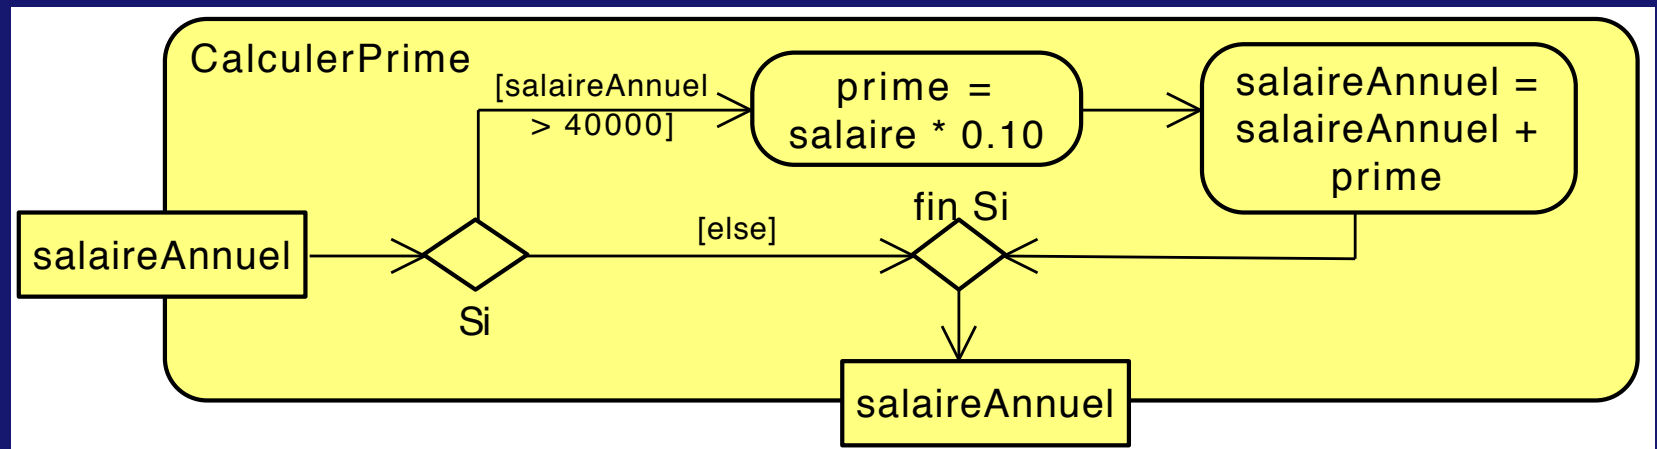 CalculerPrime
[salaireAnnuel
> 40000]
prime =
salaire * 0.10
salaireAnnuel =
salaireAnnuel +
prime
salaireAnnuel
Si
[else]
fin Si
salaireAnnuel